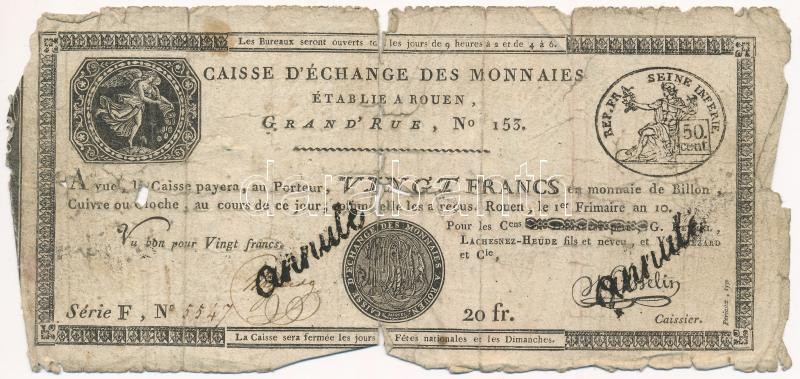 Les Bureaux seront ouverts to les jours de 9 heures à 2 et de 4 à 6.
CAISSE D'ÉCHANGE DES MONNAIES
ÉTABLIE A ROUEN,
GRAND'RUE, No 153.
REP. FRA SEINE INFERIE
50.
cent
A vue, la Caisse payera, au Porteur, VINGT FRANCS en monnaie de Billon,
Cuivre ou Cloche, au cours de ce jour, elle les a reçus. Rouen, le 1er Frimaire an 10.
Pour les Cens G.
Vu bon pour Vingt francs.
LACHESNEZ-HEUDE fils et neveu, et
et Cie,
annulé
annulé
CAISSE D'ÉCHANGE DES MONNAIES A ROUEN
Série F, No 5547
20 fr.
Caissier.
La Caisse sera fermée les jours Fêtes nationales et les Dimanches.